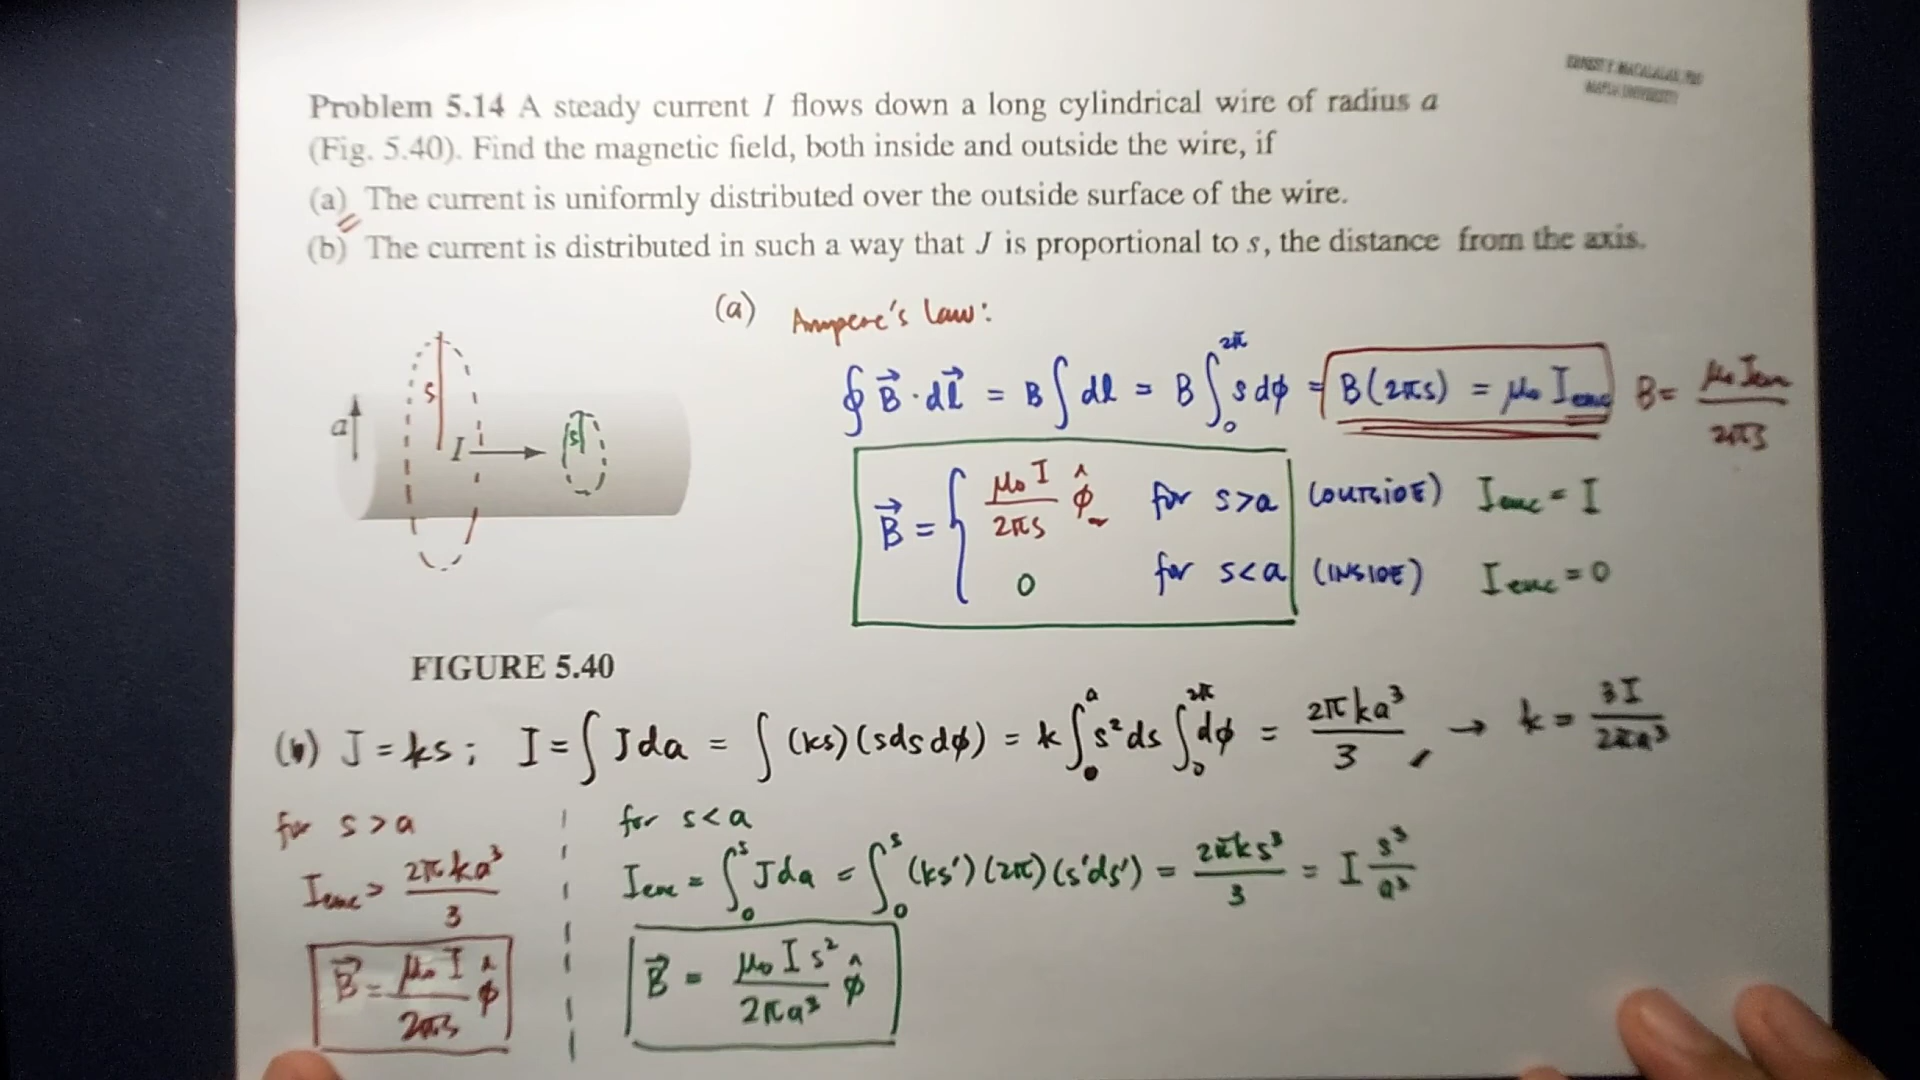 Problem 5.14 A steady current I flows down a long cylindrical wire of radius a
(Fig. 5.40). Find the magnetic field, both inside and outside the wire, if
(a) The current is uniformly distributed over the outside surface of the wire.
(b) The current is distributed in such a way that J is proportional to s, the distance from the axis.
(a) Ampere's law:
∮ B⃗·dl⃗ = B ∫ dl = B ∫₀^2π s dφ = B(2πs) = μ₀ I_enc B = μ₀ I_enc / 2πs
B⃗ = { μ₀ I / 2πs φ̂ for s>a (OUTSIDE) I_enc = I
0 for s<a (INSIDE) I_enc = 0
a
s
I
s
FIGURE 5.40
(b) J = ks; I = ∫ J da = ∫ (ks)(s ds dφ) = k ∫₀^a s² ds ∫₀^2π dφ = 2πka³ / 3, → k = 3I / 2πa³
for s>a
I_enc = 2πka³ / 3
B⃗ = μ₀ I / 2πs φ̂
for s<a
I_enc = ∫₀^s J da = ∫₀^s (ks')(2π)(s'ds') = 2πks³ / 3 = I s³ / a³
B⃗ = μ₀ I s² / 2πa³ φ̂